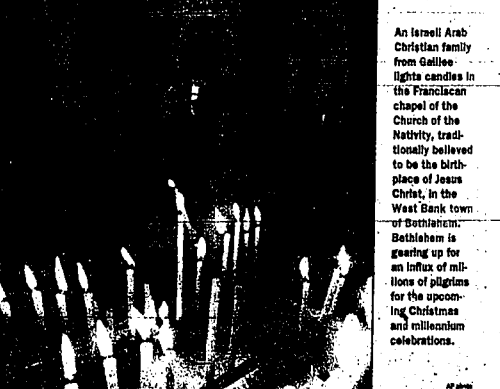 An Israeli Arab
Christian family
from Galilee
lights candles in
the Franciscan
chapel of the
Church of the
Nativity, tradi-
tionally believed
to be the birth-
place of Jesus
Christ, in the
West Bank town
of Bethlehem.
Bethlehem is
gearing up for
an influx of mil-
lions of pilgrims
for the upcom-
ing Christmas
and millennium
celebrations.
AP photo